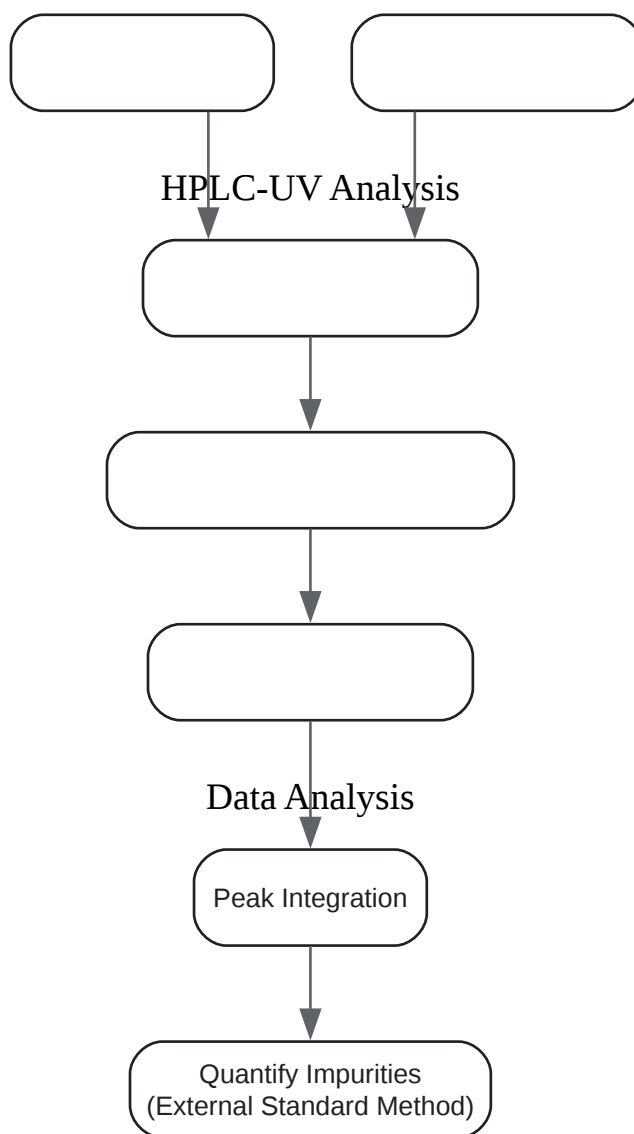 HPLC-UV Analysis
Data Analysis
Peak Integration
Quantify Impurities
(External Standard Method)